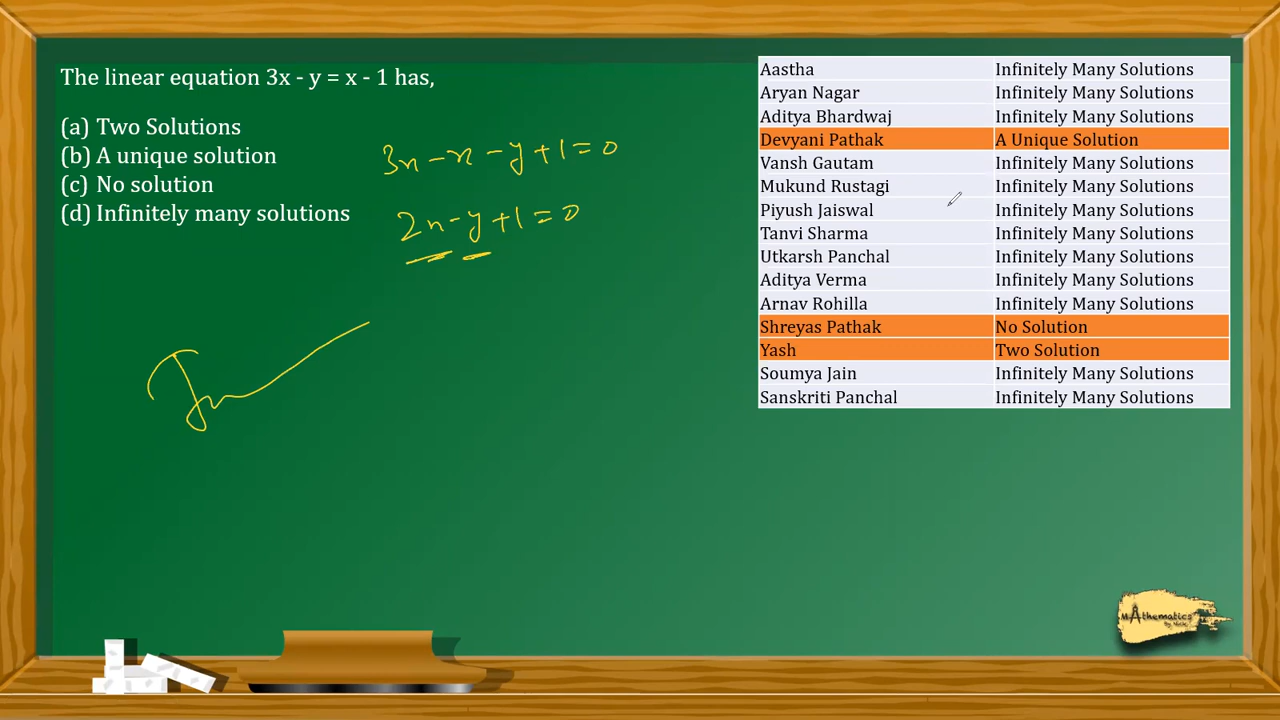 The linear equation 3x - y = x - 1 has,
(a) Two Solutions
(b) A unique solution
(c) No solution
(d) Infinitely many solutions
3x - x - y + 1 = 0
2x - y + 1 = 0
Aastha Infinitely Many Solutions
Aryan Nagar Infinitely Many Solutions
Aditya Bhardwaj Infinitely Many Solutions
Devyani Pathak A Unique Solution
Vansh Gautam Infinitely Many Solutions
Mukund Rustagi Infinitely Many Solutions
Piyush Jaiswal Infinitely Many Solutions
Tanvi Sharma Infinitely Many Solutions
Utkarsh Panchal Infinitely Many Solutions
Aditya Verma Infinitely Many Solutions
Arnav Rohilla Infinitely Many Solutions
Shreyas Pathak No Solution
Yash Two Solution
Soumya Jain Infinitely Many Solutions
Sanskriti Panchal Infinitely Many Solutions
mAthematics